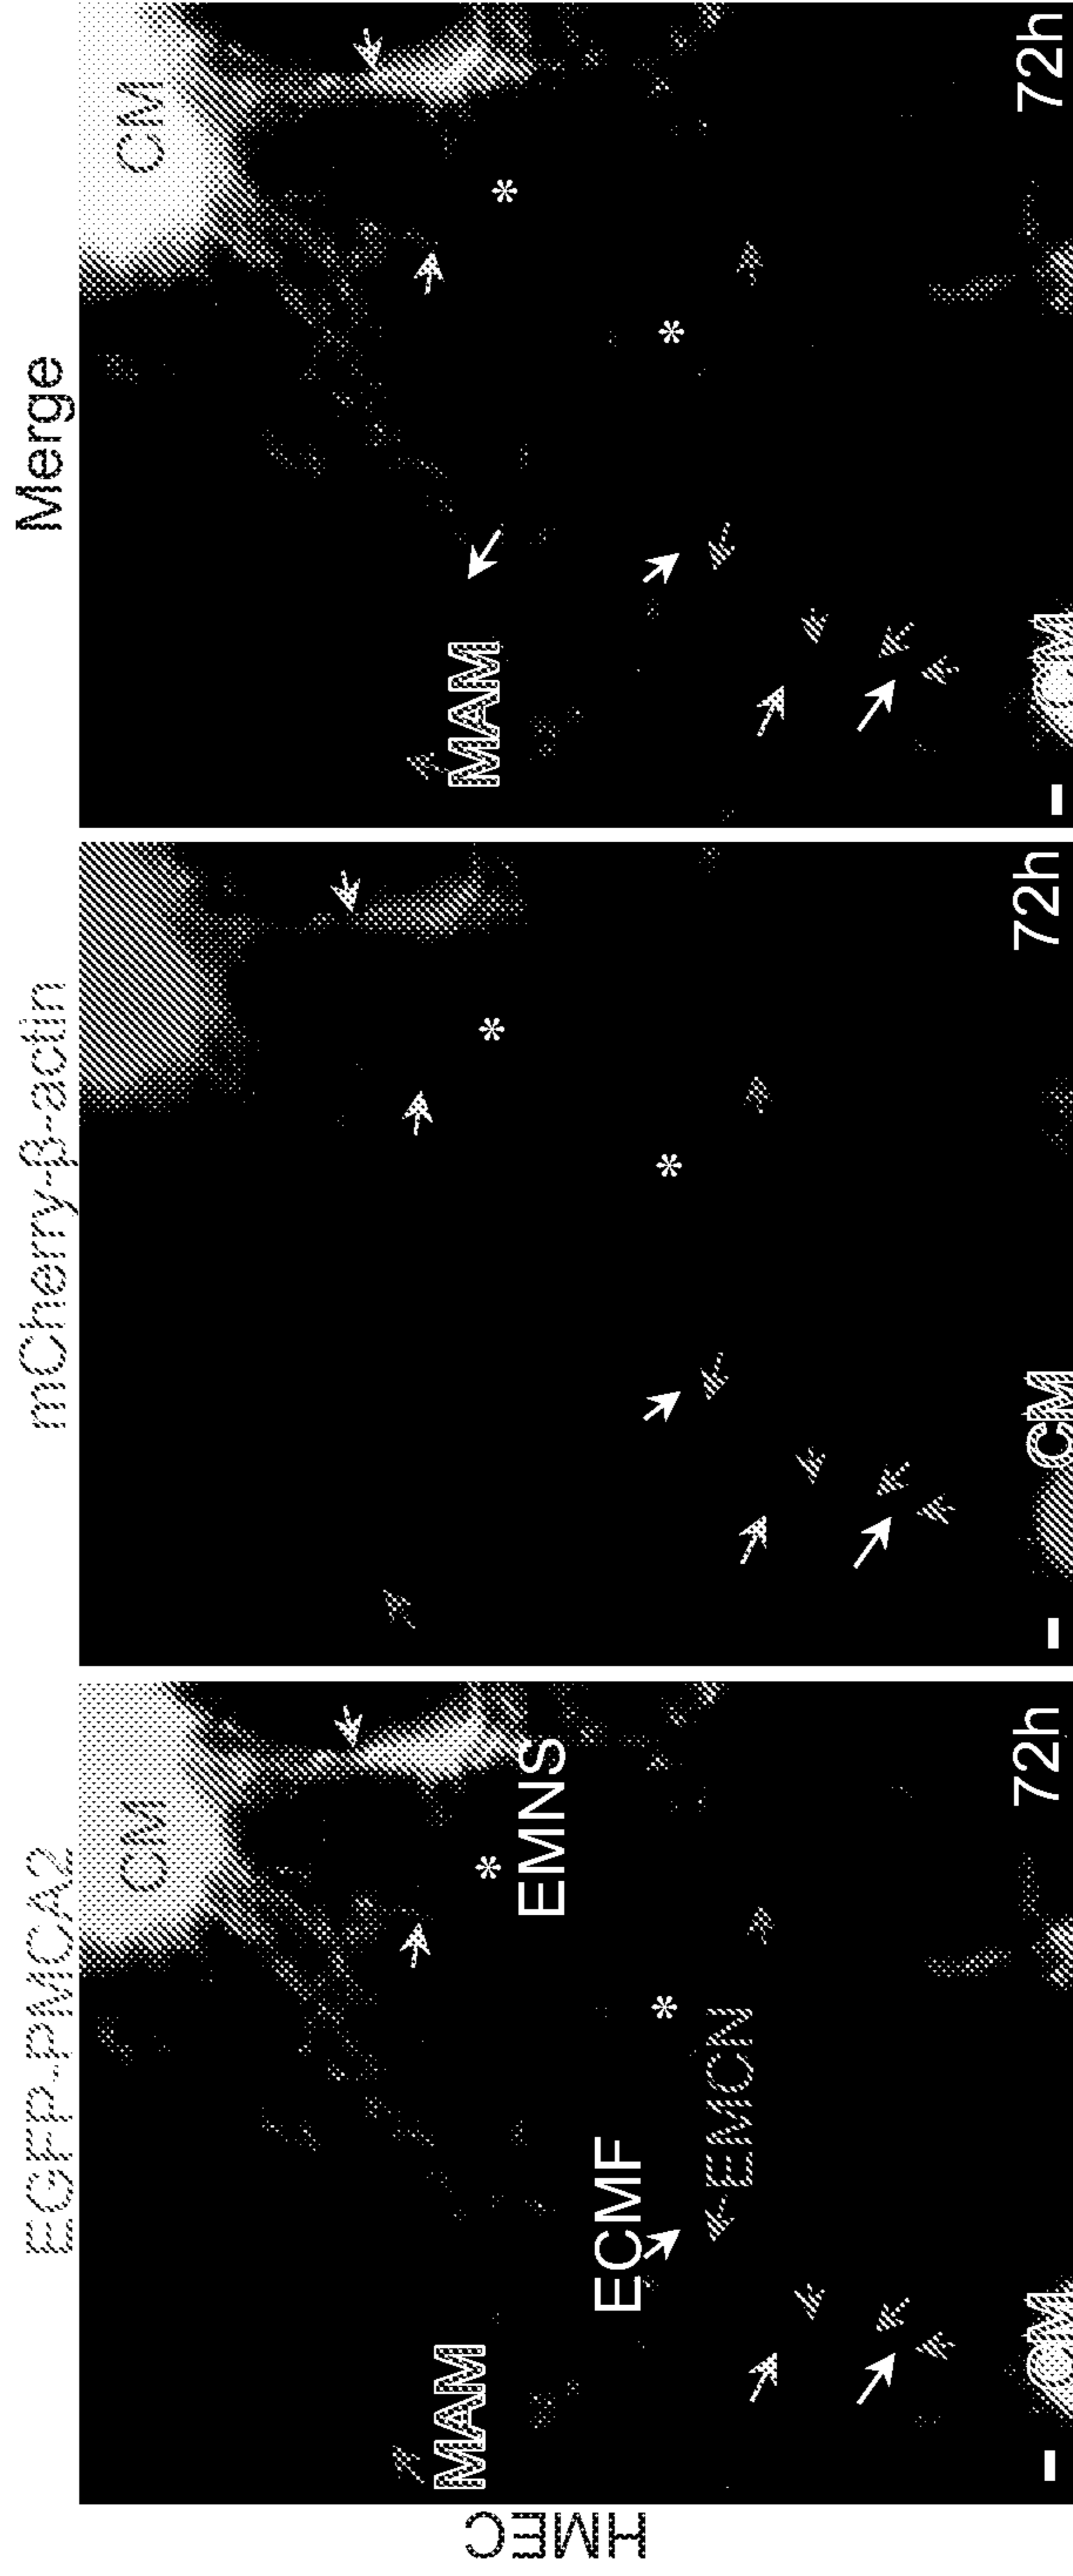 HMEC
EGFP-PMCA2
mCherry-β-actin
Merge
CM
MAM
ECMF
EMCN
EMNS
*
*
CM
72h
*
*
CM
72h
CM
MAM
*
*
CM
72h